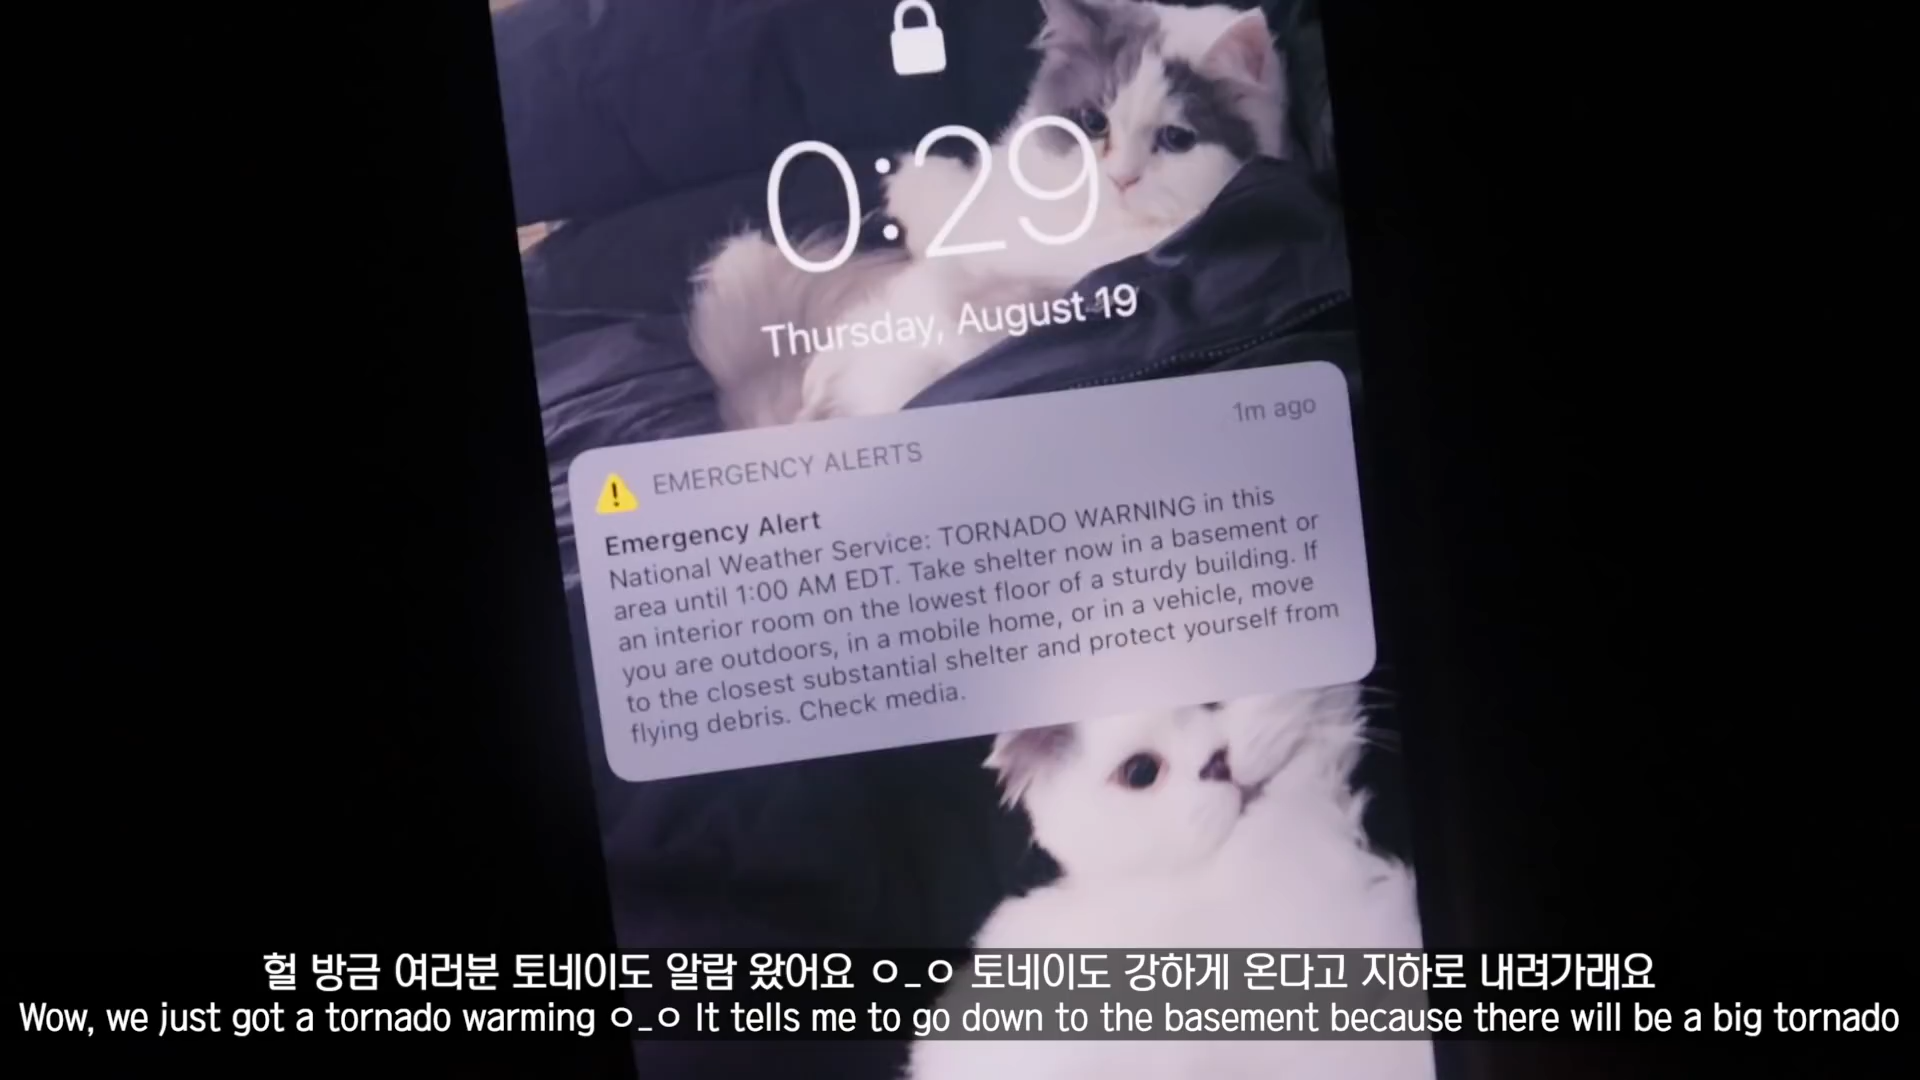 0:29
Thursday, August 19
1m ago
EMERGENCY ALERTS
Emergency Alert
National Weather Service: TORNADO WARNING in this
area until 1:00 AM EDT. Take shelter now in a basement or
an interior room on the lowest floor of a sturdy building. If
you are outdoors, in a mobile home, or in a vehicle, move
to the closest substantial shelter and protect yourself from
flying debris. Check media.
헐 방금 여러분 토네이도 알람 왔어요 ㅇ_ㅇ 토네이도 강하게 온다고 지하로 내려가래요
Wow, we just got a tornado warming ㅇ_ㅇ It tells me to go down to the basement because there will be a big tornado